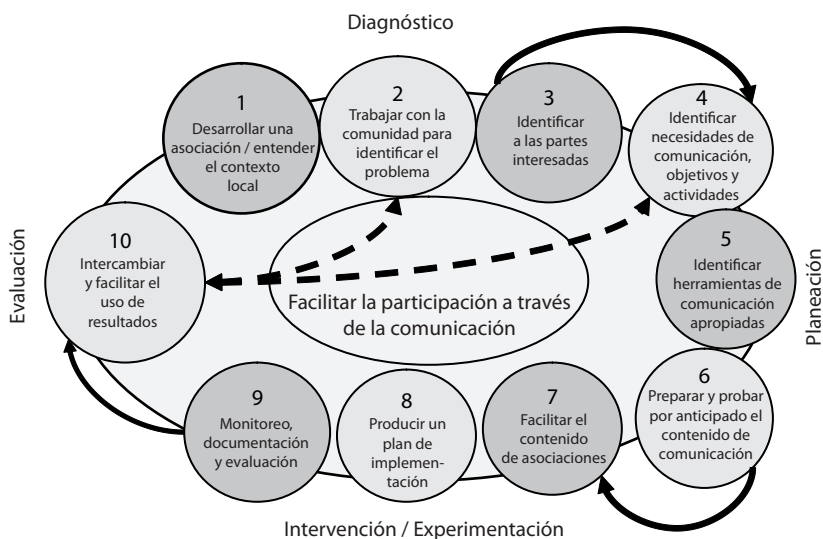 Diagnóstico
1
Desarrollar una
asociación / entender
el contexto
local
2
Trabajar con la
comunidad para
identificar el
problema
3
Identificar
a las partes
interesadas
4
Identificar
necesidades de
comunicación,
objetivos y
actividades
5
Identificar
herramientas de
comunicación
apropiadas
Planeación
6
Preparar y probar
por anticipado el
contenido de
comunicación
7
Facilitar el
contenido
de asociaciones
8
Producir un
plan de
implemen-
tación
9
Monitoreo,
documentación
y evaluación
10
Intercambiar
y facilitar el
uso de
resultados
Evaluación
Facilitar la participación a través
de la comunicación
Intervención / Experimentación